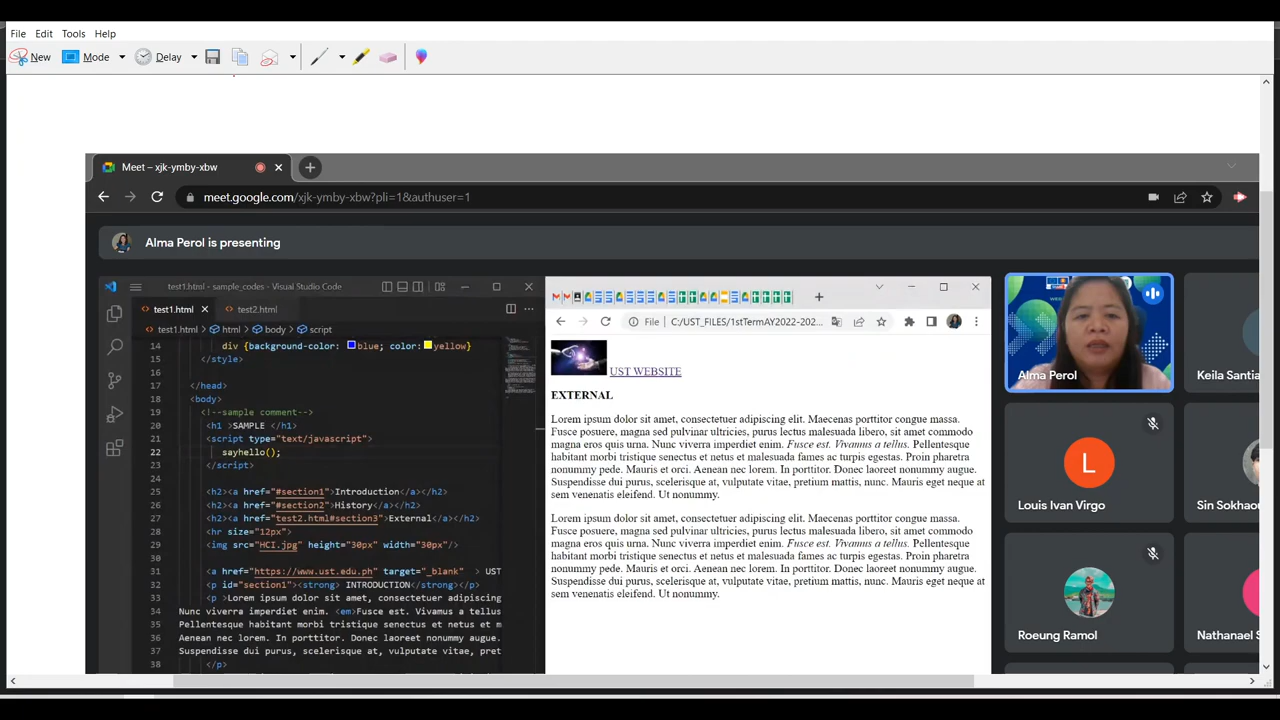 File Edit Tools Help
New Mode Delay
Meet – xjk-ymby-xbw
meet.google.com/xjk-ymby-xbw?pli=1&authuser=1
Alma Perol is presenting
test1.html - sample_codes - Visual Studio Code
test1.html test2.html
test1.html > html > body > script
14 div {background-color: blue; color: yellow}
15 </style>
16
17 </head>
18 <body>
19 <!--sample comment-->
20 <h1 >SAMPLE </h1>
21 <script type="text/javascript">
22 sayhello();
23 </script>
24
25 <h2><a href="#section1">Introduction</a></h2>
26 <h2><a href="#section2">History</a></h2>
27 <h2><a href="test2.html#section3">External</a></h2>
28 <hr size="12px">
29 <img src="HCI.jpg" height="30px" width="30px"/>
30
31 <a href="https://www.ust.edu.ph" target="_blank" > UST
32 <p id="section1"><strong> INTRODUCTION</strong></p>
33 <p >Lorem ipsum dolor sit amet, consectetuer adipiscing
34 Nunc viverra imperdiet enim. <em>Fusce est. Vivamus a tellus
35 Pellentesque habitant morbi tristique senectus et netus et m
36 Aenean nec lorem. In porttitor. Donec laoreet nonummy augue.
37 Suspendisse dui purus, scelerisque at, vulputate vitae, pret
38 </p>
File C:/UST_FILES/1stTermAY2022-202...
UST WEBSITE
EXTERNAL
Lorem ipsum dolor sit amet, consectetuer adipiscing elit. Maecenas porttitor congue massa.
Fusce posuere, magna sed pulvinar ultricies, purus lectus malesuada libero, sit amet commodo
magna eros quis urna. Nunc viverra imperdiet enim. Fusce est. Vivamus a tellus. Pellentesque
habitant morbi tristique senectus et netus et malesuada fames ac turpis egestas. Proin pharetra
nonummy pede. Mauris et orci. Aenean nec lorem. In porttitor. Donec laoreet nonummy augue.
Suspendisse dui purus, scelerisque at, vulputate vitae, pretium mattis, nunc. Mauris eget neque at
sem venenatis eleifend. Ut nonummy.
Lorem ipsum dolor sit amet, consectetuer adipiscing elit. Maecenas porttitor congue massa.
Fusce posuere, magna sed pulvinar ultricies, purus lectus malesuada libero, sit amet commodo
magna eros quis urna. Nunc viverra imperdiet enim. Fusce est. Vivamus a tellus. Pellentesque
habitant morbi tristique senectus et netus et malesuada fames ac turpis egestas. Proin pharetra
nonummy pede. Mauris et orci. Aenean nec lorem. In porttitor. Donec laoreet nonummy augue.
Suspendisse dui purus, scelerisque at, vulputate vitae, pretium mattis, nunc. Mauris eget neque at
sem venenatis eleifend. Ut nonummy.
Alma Perol
Keila Santia
L
Louis Ivan Virgo
Sin Sokhaou
Roeung Ramol
Nathanael S